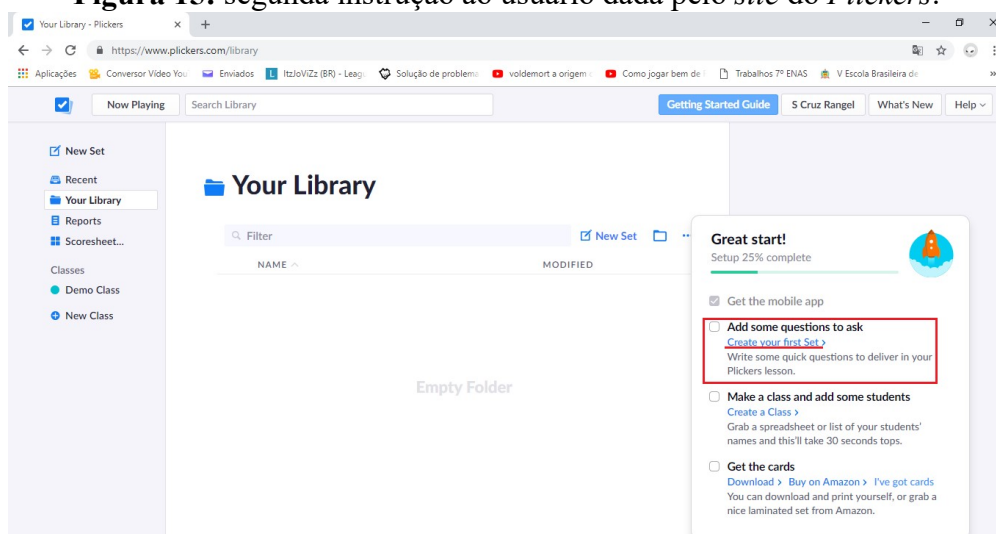 Figura 15: segunda instrução ao usuário dada pelo site do Plickers.
Your Library - Plickers
https://www.plickers.com/library
Aplicações Conversor Vídeo You Enviados ItzJoViZz (BR) - Leag Solução de problema voldemort a origem Como jogar bem de Trabalhos 7º ENAS V Escola Brasileira de »
Now Playing Search Library Getting Started Guide S Cruz Rangel What's New Help
New Set
Recent
Your Library
Reports
Scoresheet...
Classes
Demo Class
New Class
Your Library
Filter New Set ...
NAME MODIFIED
Empty Folder
Great start!
Setup 25% complete
Get the mobile app
Add some questions to ask
Create your first Set >
Write some quick questions to deliver in your
Plickers lesson.
Make a class and add some students
Create a Class >
Grab a spreadsheet or list of your students'
names and this'll take 30 seconds tops.
Get the cards
Download > Buy on Amazon > I've got cards
You can download and print yourself, or grab a
nice laminated set from Amazon.